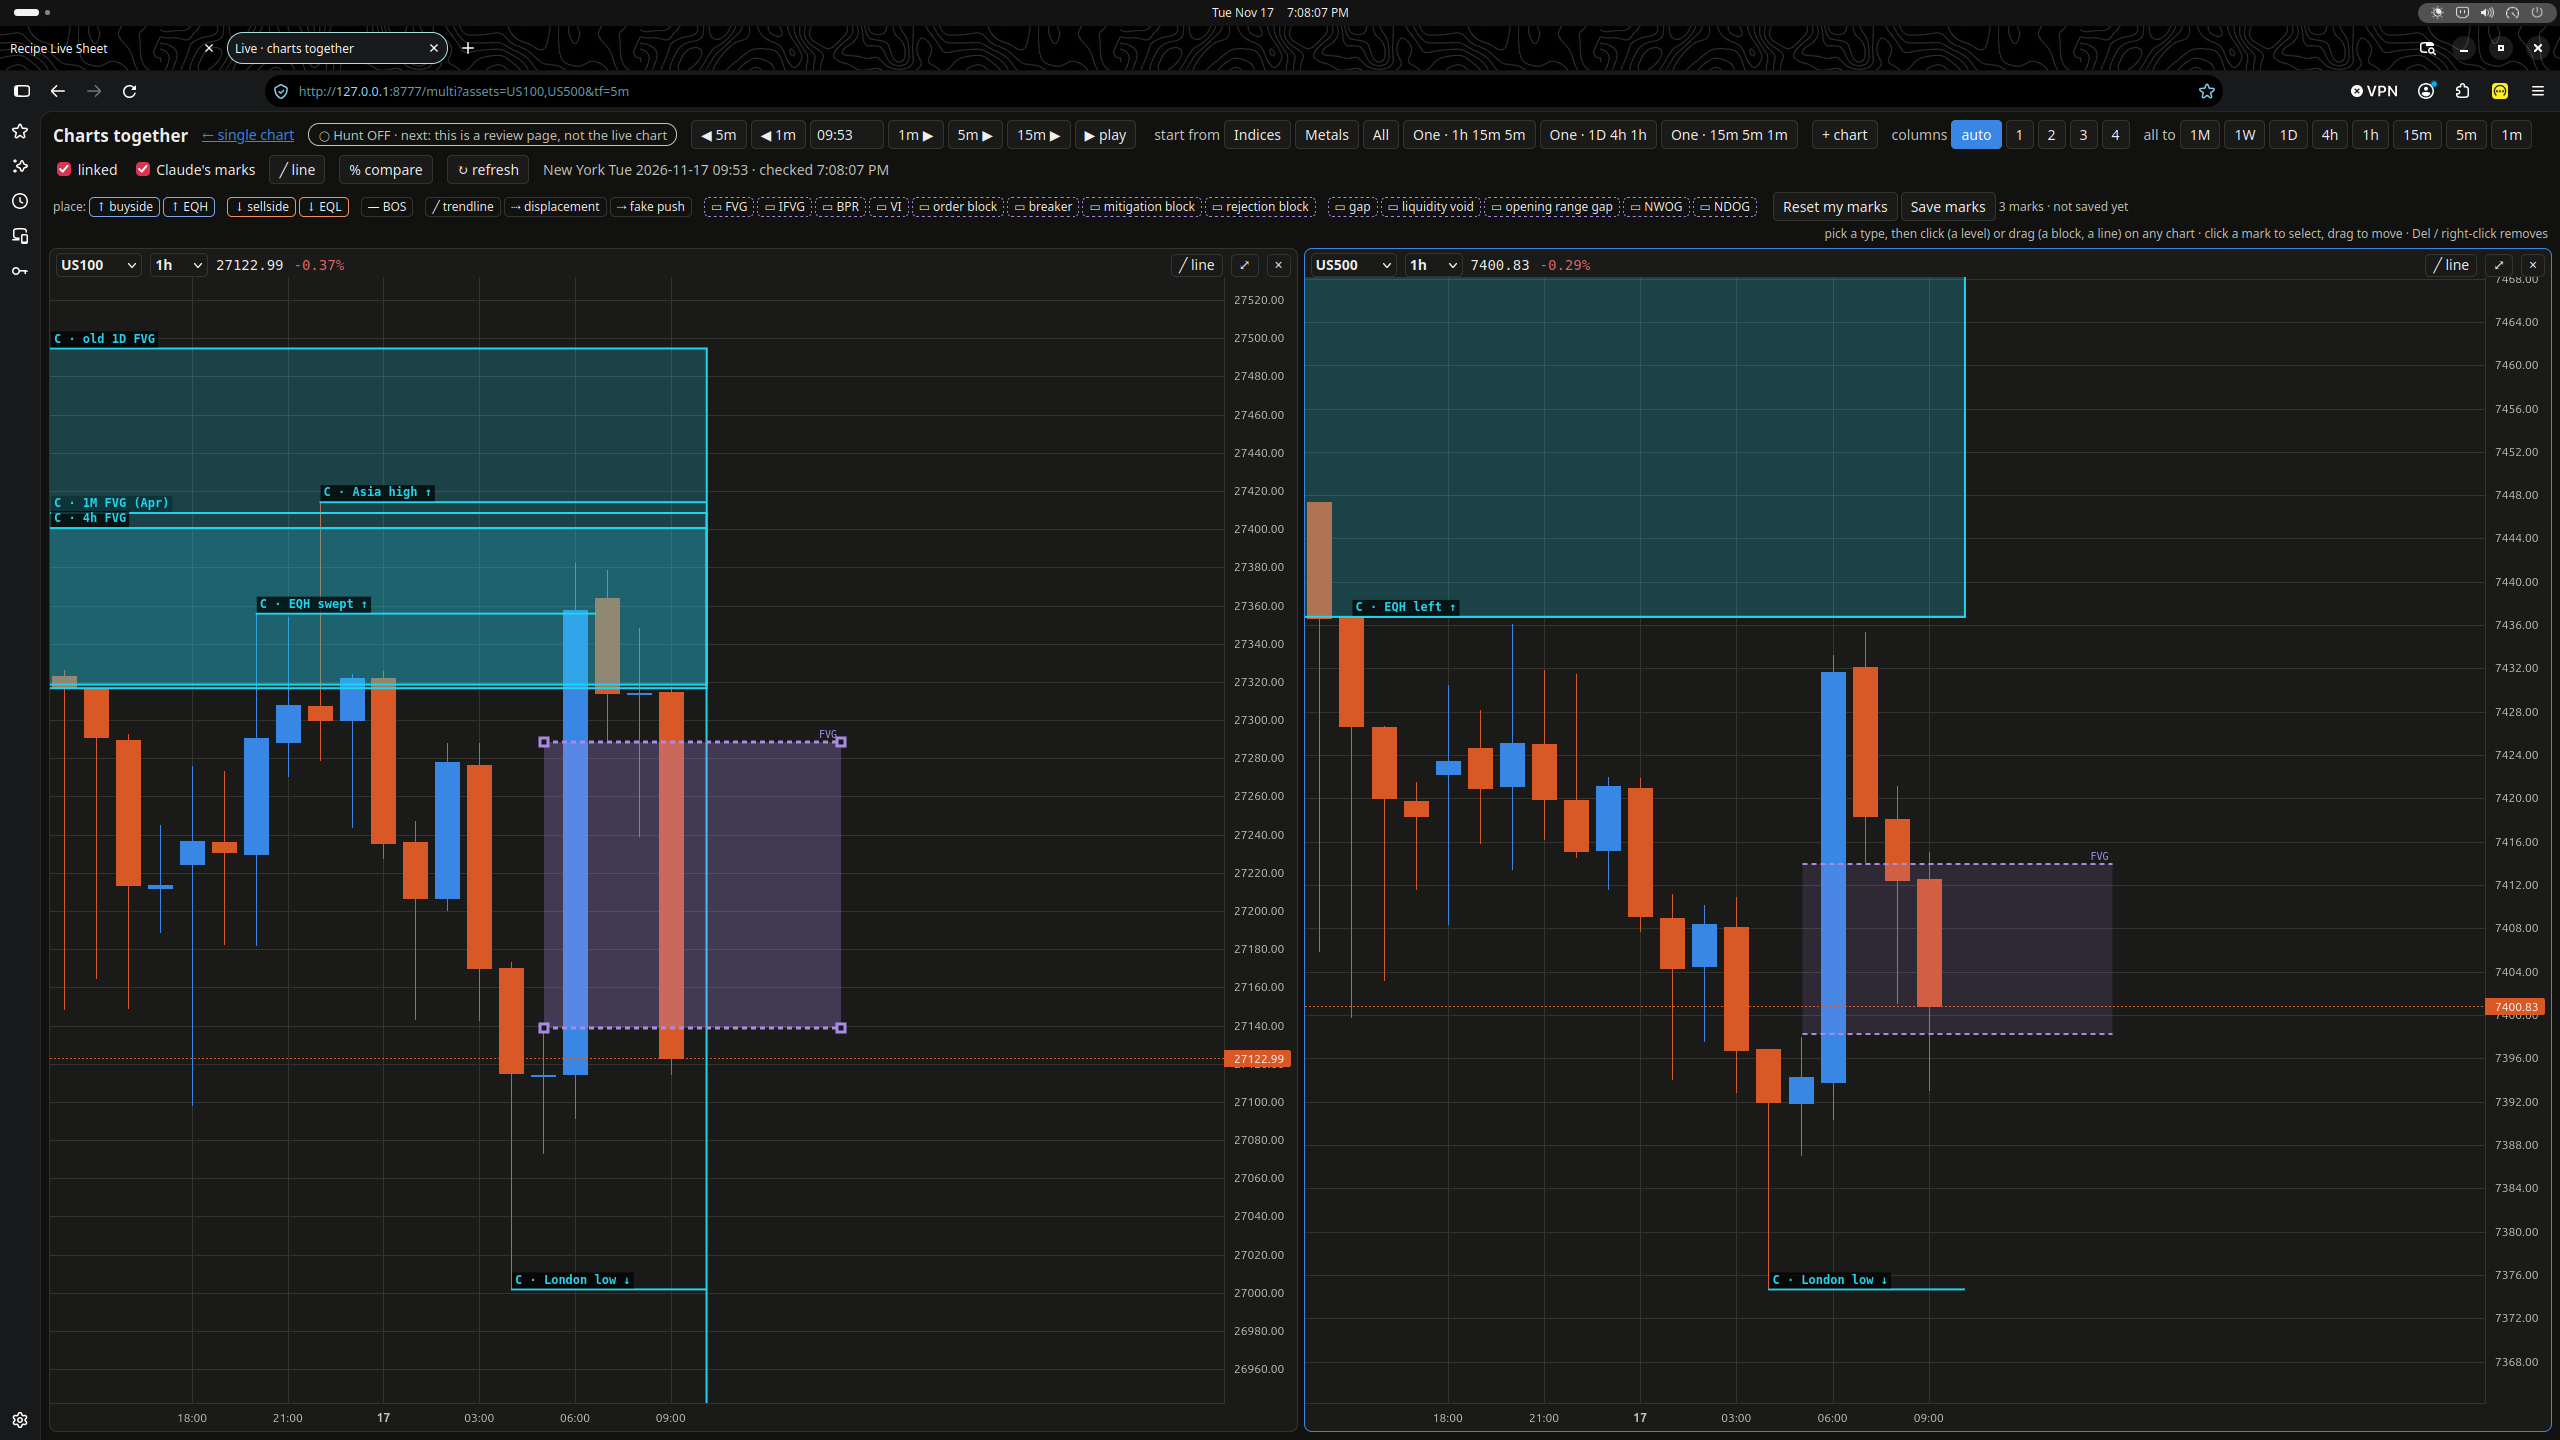 Tue Nov 17 7:08:07 PM
Recipe Live Sheet
Live · charts together
http://127.0.0.1:8777/multi?assets=US100,US500&tf=5m
VPN
Charts together ← single chart ○ Hunt OFF · next: this is a review page, not the live chart ◀ 5m ◀ 1m 09:53 1m ▶ 5m ▶ 15m ▶ ▶ play start from Indices Metals All One · 1h 15m 5m One · 1D 4h 1h One · 15m 5m 1m + chart columns auto 1 2 3 4 all to 1M 1W 1D 4h 1h 15m 5m 1m
linked Claude's marks ╱ line % compare ↻ refresh New York Tue 2026-11-17 09:53 · checked 7:08:07 PM
place: ↑ buyside ↑ EQH ↓ sellside ↓ EQL — BOS ╱ trendline → displacement → fake push ▭ FVG ▭ IFVG ▭ BPR ▭ VI ▭ order block ▭ breaker ▭ mitigation block ▭ rejection block ▭ gap ▭ liquidity void ▭ opening range gap ▭ NWOG ▭ NDOG Reset my marks Save marks 3 marks · not saved yet
pick a type, then click (a level) or drag (a block, a line) on any chart · click a mark to select, drag to move · Del / right-click removes
US100 1h 27122.99 -0.37% ╱ line ⤢ ×
C · old 1D FVG
C · Asia high ↑
C · 1M FVG (Apr)
C · 4h FVG
C · EQH swept ↑
FVG
C · London low ↓
27520.00
27500.00
27480.00
27460.00
27440.00
27420.00
27400.00
27380.00
27360.00
27340.00
27320.00
27300.00
27280.00
27260.00
27240.00
27220.00
27200.00
27180.00
27160.00
27140.00
27122.99
27100.00
27080.00
27060.00
27040.00
27020.00
27000.00
26980.00
26960.00
18:00 21:00 17 03:00 06:00 09:00
US500 1h 7400.83 -0.29% ╱ line ⤢ ×
C · EQH left ↑
FVG
C · London low ↓
7468.00
7464.00
7460.00
7456.00
7452.00
7448.00
7444.00
7440.00
7436.00
7432.00
7428.00
7424.00
7420.00
7416.00
7412.00
7408.00
7404.00
7400.83
7400.00
7396.00
7392.00
7388.00
7384.00
7380.00
7376.00
7372.00
7368.00
18:00 21:00 17 03:00 06:00 09:00